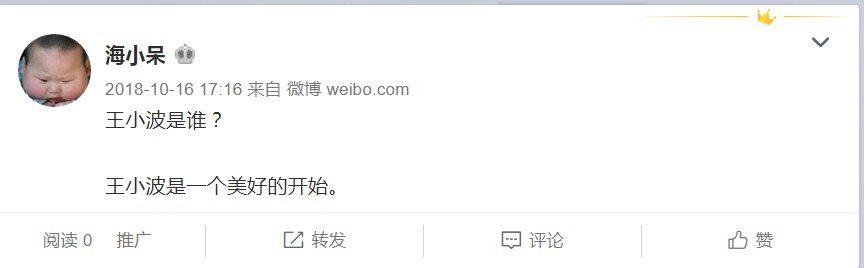 海小呆
2018-10-16 17:16 来自 微博 weibo.com
王小波是谁？
王小波是一个美好的开始。
阅读 0 推广 转发 评论 赞